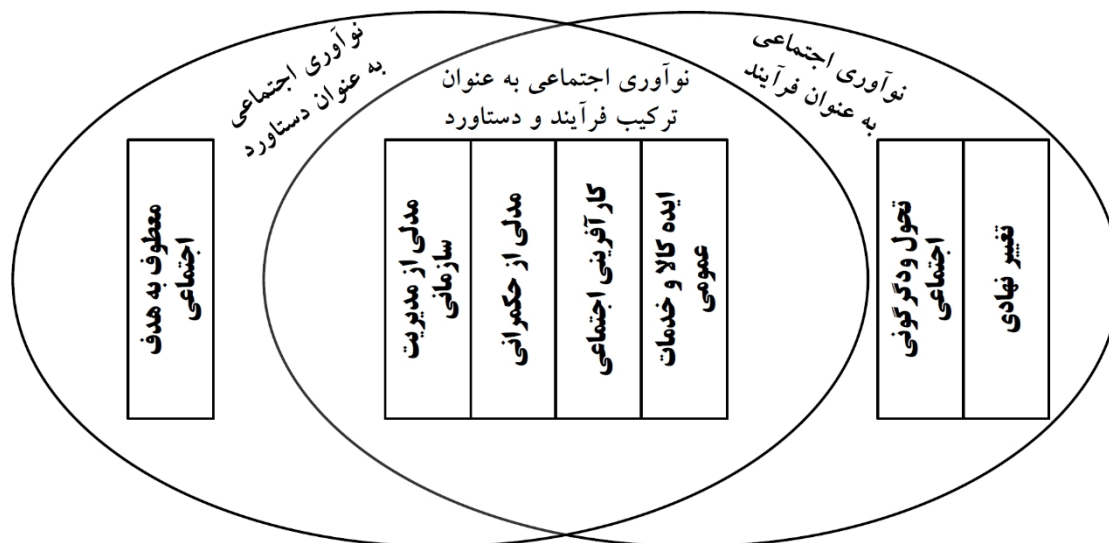 نوآوری اجتماعی
به عنوان فرآیند
نوآوری اجتماعی به عنوان
ترکیب فرآیند و دستاورد
نوآوری اجتماعی
به عنوان دستاورد
تغییر نهادی
تحول ودگرگونی
اجتماعی
ایده کالا و خدمات
عمومی
کارآفرینی اجتماعی
مدلی از حکمرانی
مدلی از مدیریت
سازمانی
معطوف به هدف
اجتماعی